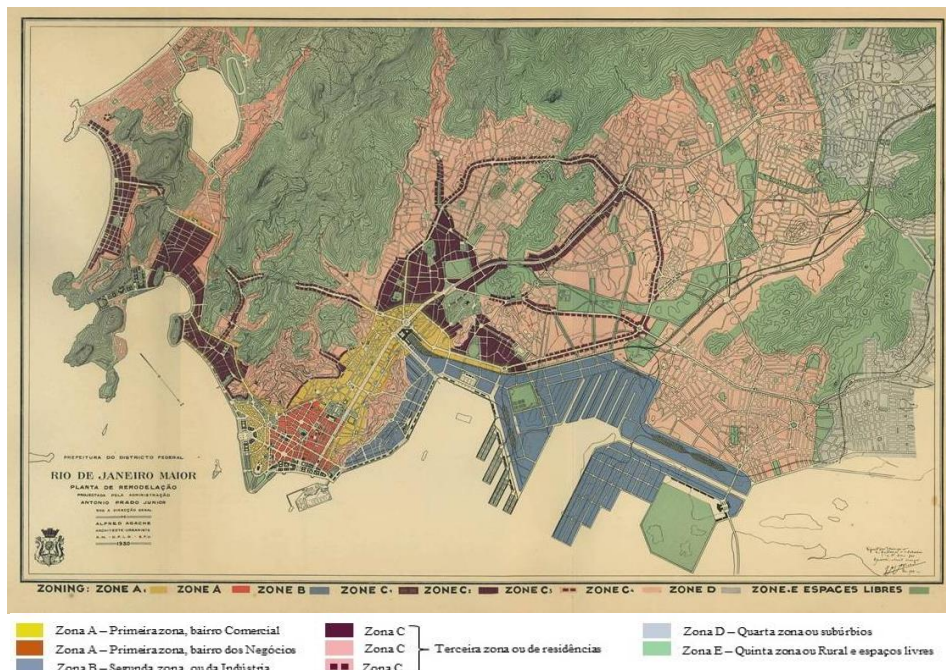 PREFEITURA DO DISTRICTO FEDERAL
RIO DE JANEIRO MAIOR
PLANTA DE REMODELAÇÃO
PROJECTADA PELA ADMINISTRAÇÃO
ANTONIO PRADO JUNIOR
SOB A DIRECÇÃO GERAL
ALFRED AGACHE
ARCHITECTE URBANISTE
1930
ZONING: ZONE A: ZONE A ZONE B ZONE C. ZONE C: ZONE C: ZONE C. ZONE D ZONE.E ESPACES LIBRES
Zona A – Primeira zona, bairro Comercial
Zona A – Primeira zona, bairro dos Negócios
Zona B – Segunda zona, ou da Indústria
Zona C
Zona C
Zona C
Terceira zona ou de residências
Zona D – Quarta zona ou subúrbios
Zona E – Quinta zona ou Rural e espaços livres